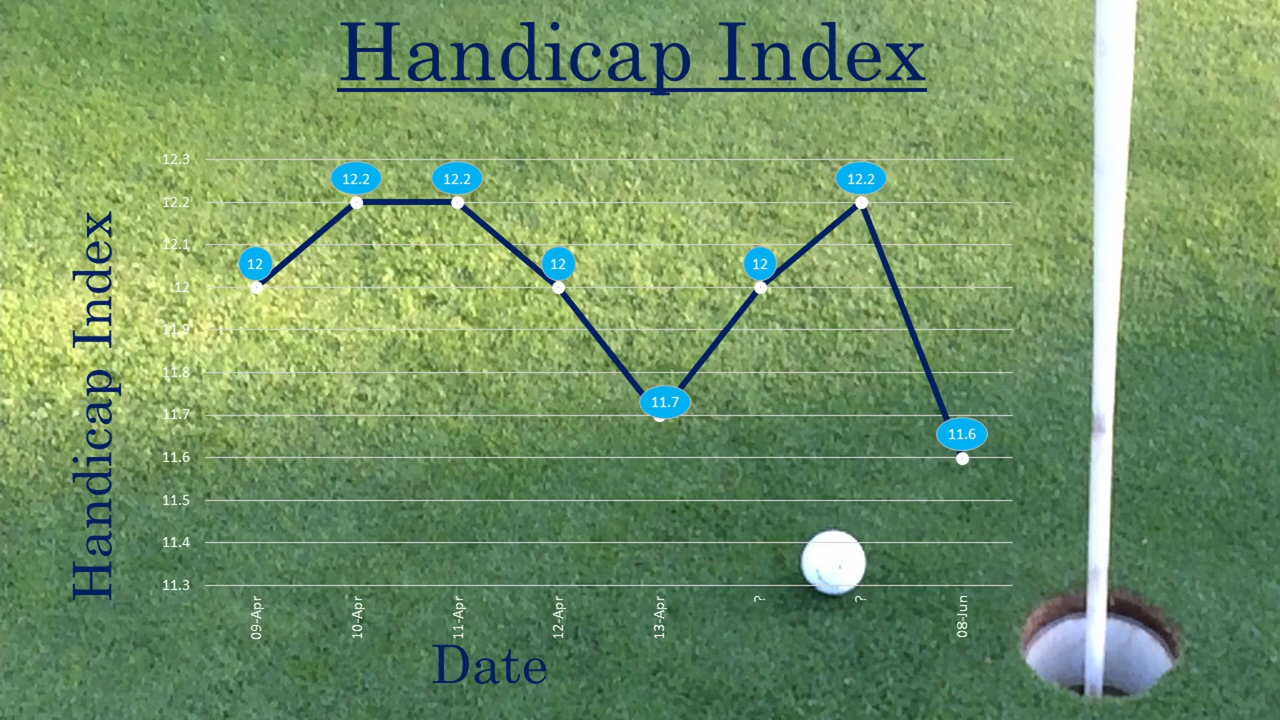 Handicap Index
12.3
12.2
12.1
12
11.9
11.8
11.7
11.6
11.5
11.4
11.3
12
12.2
12.2
12
11.7
12
12.2
11.6
Handicap Index
09-Apr
10-Apr
11-Apr
12-Apr
13-Apr
?
?
08-Jun
Date